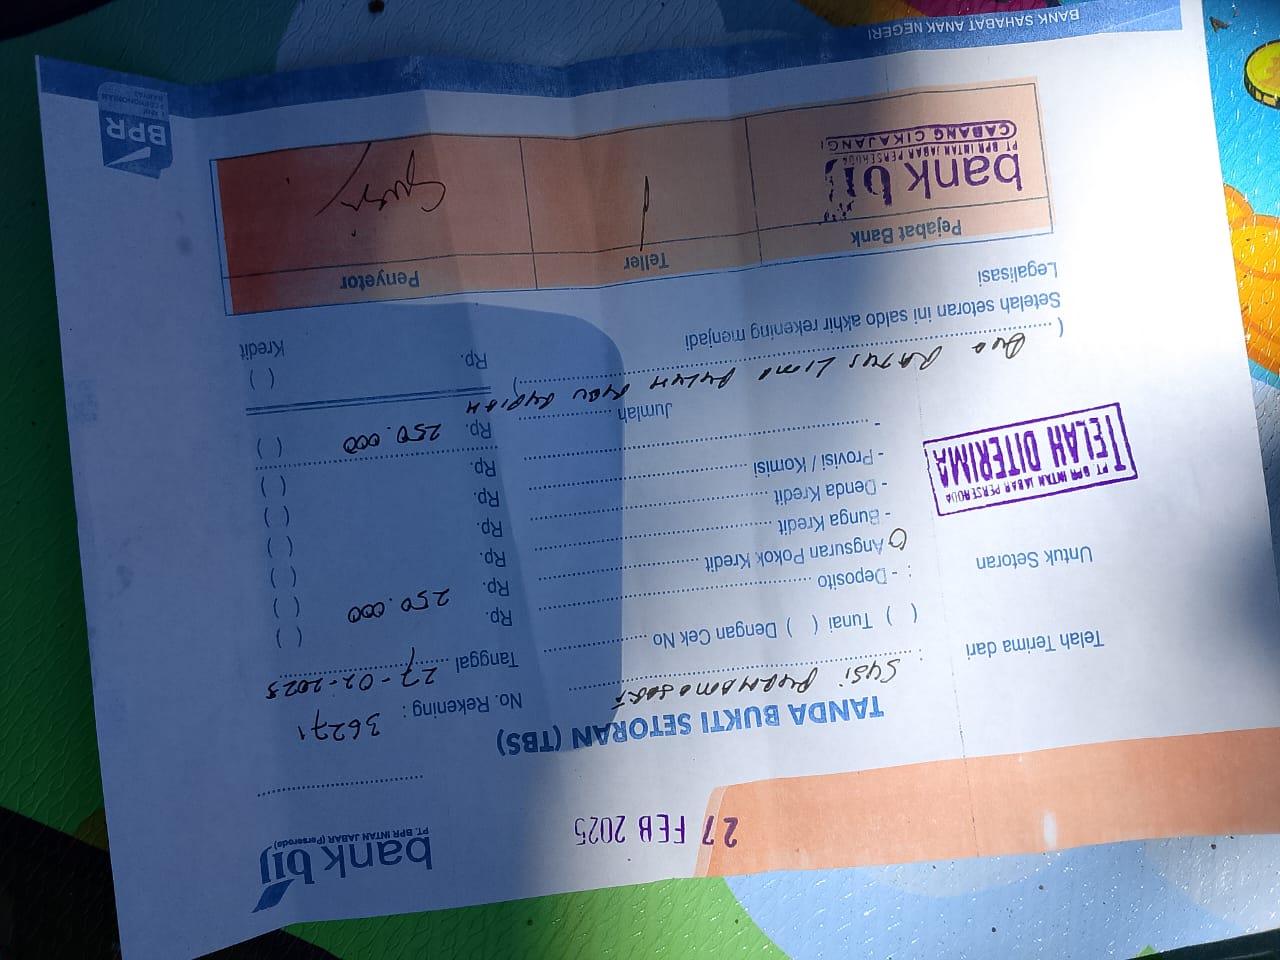 27 FEB 2025
bank bij
PT. BPR INTAN JABAR (Perseroda)
TANDA BUKTI SETORAN (TBS)
No. Rekening : 36271
Telah Terima dari : Susi Purnamasari
Tanggal 27-02-2025
( ) Tunai ( ) Dengan Cek No
Untuk Setoran : - Deposito Rp. ( )
Angsuran Pokok Kredit Rp. 250.000 ( )
- Bunga Kredit Rp. ( )
- Denda Kredit Rp. ( )
- Provisi / Komisi Rp. ( )
- Rp. ( )
Jumlah Rp. 250.000 ( )
PT. BPR INTAN JABAR PERSERODA
TELAH DITERIMA
( Dua Ratus Lima Puluh Ribu Rupiah )
Setelah setoran ini saldo akhir rekening menjadi Rp. ( ) Kredit
Legalisasi
Pejabat Bank Teller Penyetor
bank bij
PT. BPR INTAN JABAR PERSERODA
CABANG CIKAJANG
Susi
BPR
BANK SAHABAT ANAK NEGERI